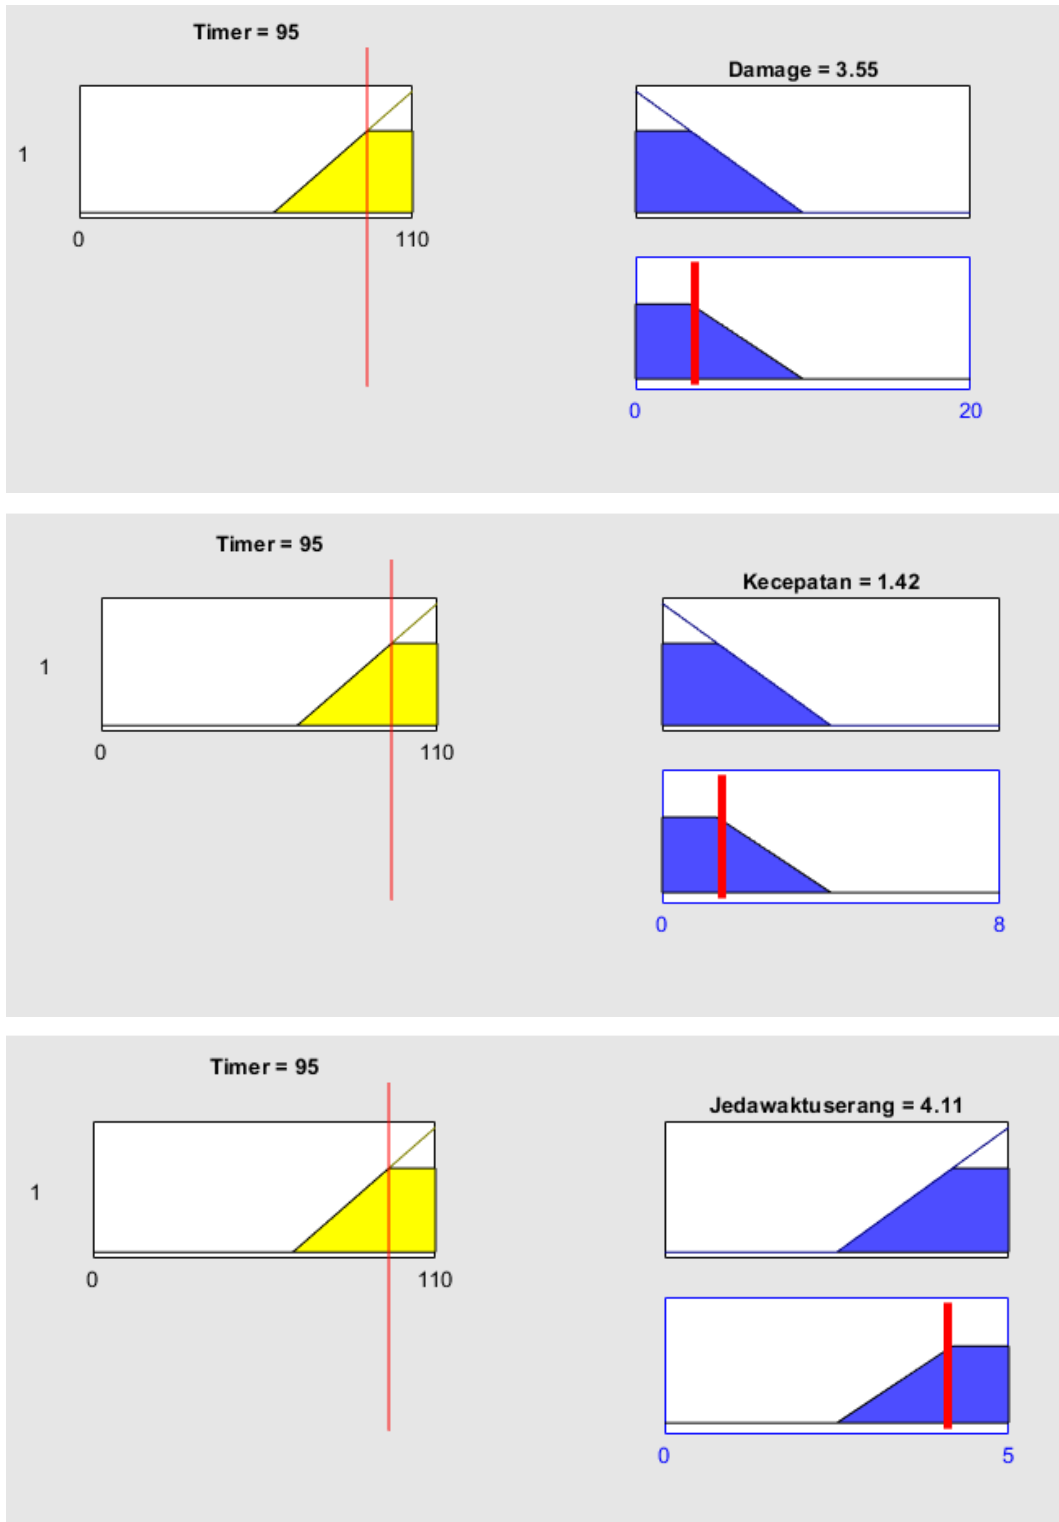 Timer = 95
Damage = 3.55
1
0
110
0
20
Timer = 95
Kecepatan = 1.42
1
0
110
0
8
Timer = 95
Jedawaktuserang = 4.11
1
0
110
0
5